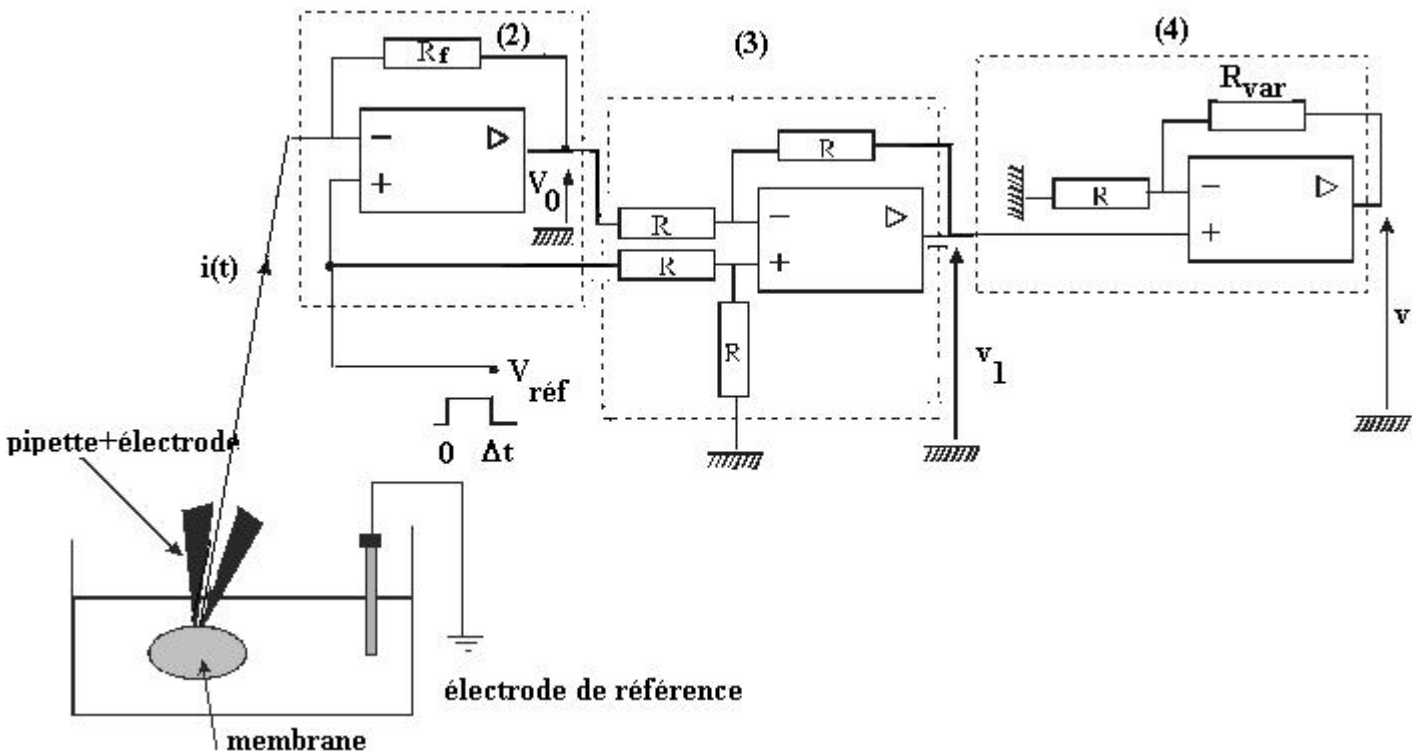 (2)
(3)
(4)
Rf
Rvar
−
+
▷
V0
R
R
R
R
−
+
▷
R
−
+
▷
i(t)
v1
v
Vréf
0 Δt
pipette+électrode
électrode de référence
membrane